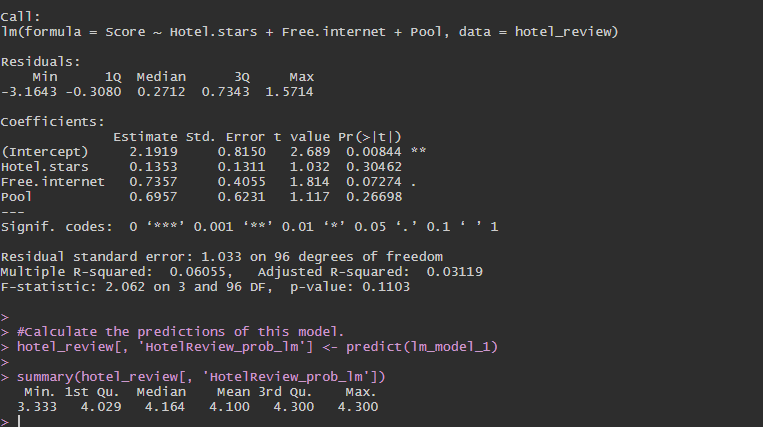 Call:
lm(formula = Score ~ Hotel.stars + Free.internet + Pool, data = hotel_review)
Residuals:
Min 1Q Median 3Q Max
-3.1643 -0.3080 0.2712 0.7343 1.5714
Coefficients:
Estimate Std. Error t value Pr(>|t|)
(Intercept) 2.1919 0.8150 2.689 0.00844 **
Hotel.stars 0.1353 0.1311 1.032 0.30462
Free.internet 0.7357 0.4055 1.814 0.07274 .
Pool 0.6957 0.6231 1.117 0.26698
---
Signif. codes: 0 ‘***’ 0.001 ‘**’ 0.01 ‘*’ 0.05 ‘.’ 0.1 ‘ ’ 1
Residual standard error: 1.033 on 96 degrees of freedom
Multiple R-squared: 0.06055, Adjusted R-squared: 0.03119
F-statistic: 2.062 on 3 and 96 DF, p-value: 0.1103
>
> #Calculate the predictions of this model.
> hotel_review[, 'HotelReview_prob_lm'] <- predict(lm_model_1)
>
> summary(hotel_review[, 'HotelReview_prob_lm'])
Min. 1st Qu. Median Mean 3rd Qu. Max.
3.333 4.029 4.164 4.100 4.300 4.300
>